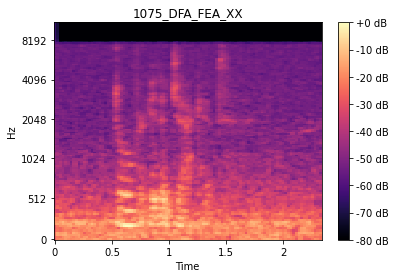 1075_DFA_FEA_XX
8192
4096
2048
1024
512
0
Hz
0
0.5
1
1.5
2
Time
+0 dB
-10 dB
-20 dB
-30 dB
-40 dB
-50 dB
-60 dB
-70 dB
-80 dB